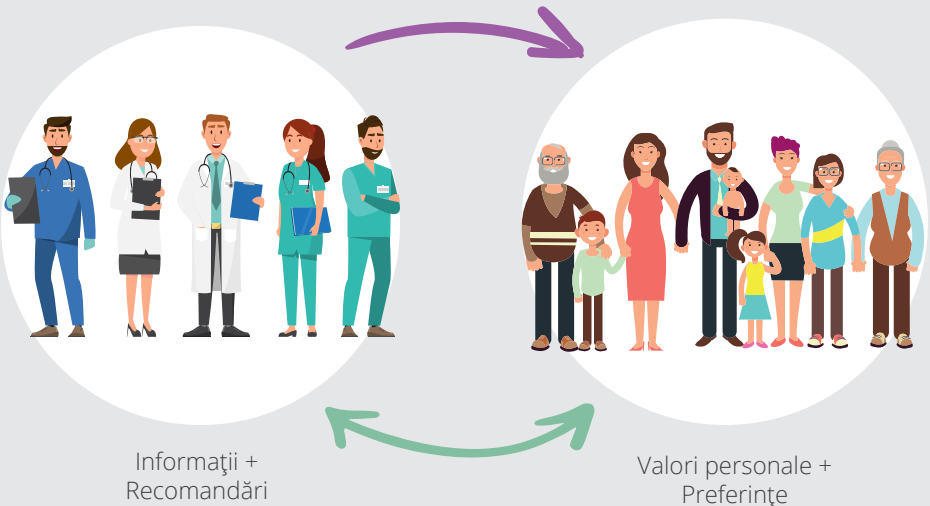 Informaţii +
Recomandări
Valori personale +
Preferinţe